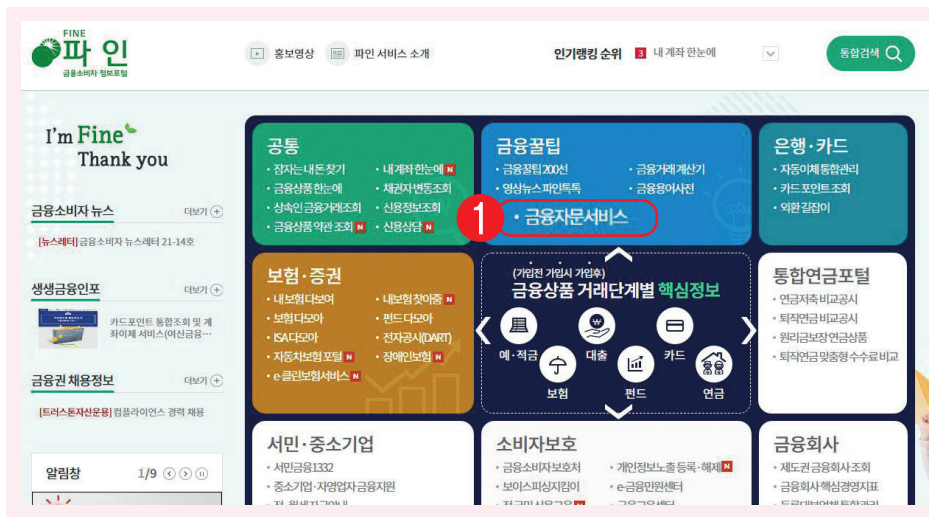 FINE
파인
금융소비자 정보포털
홍보영상
파인 서비스 소개
인기랭킹 순위 3 내 계좌 한눈에
통합검색
I'm Fine
Thank you
금융소비자 뉴스 더보기
[뉴스레터] 금융소비자 뉴스레터 21-14호
생생금융인포 더보기
카드포인트 통합조회 및 계
좌이체 서비스(여신금융…
금융권 채용정보 더보기
[트러스톤자산운용] 컴플라이언스 경력 채용
알림창 1/9
공통
· 잠자는 내 돈 찾기
· 내 계좌 한눈에 N
· 금융상품 한눈에
· 채권자 변동조회
· 상속인 금융거래조회
· 신용정보조회
· 금융상품 약관 조회 N
· 신용상담 N
금융꿀팁
· 금융꿀팁 200선
· 금융거래계산기
· 영상뉴스 파인톡톡
· 금융용어사전
1
· 금융자문서비스
은행·카드
· 자동이체 통합관리
· 카드포인트 조회
· 외환 길잡이
보험·증권
· 내보험 다보여
· 내보험 찾아줌 N
· 보험다모아
· 펀드다모아
· ISA다모아
· 전자공시(DART)
· 자동차보험 포털 N
· 장애인보험 N
· e-클린보험서비스 N
(가입전 가입시 가입후)
금융상품 거래단계별 핵심정보
예·적금
대출
카드
보험
펀드
연금
통합연금포털
· 연금저축 비교공시
· 퇴직연금 비교공시
· 원리금보장 연금상품
· 퇴직연금 맞춤형 수수료 비교
서민·중소기업
· 서민금융1332
· 중소기업·자영업자 금융지원
소비자보호
· 금융소비자보호처
· 개인정보노출 등록·해제 N
· 보이스피싱지킴이
· e-금융민원센터
금융회사
· 제도권 금융회사 조회
· 금융회사 핵심경영지표